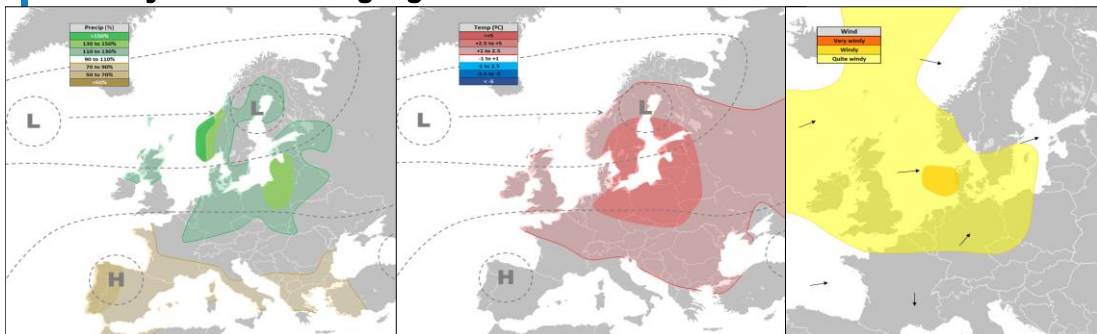 Precip (%)
>150%
130 to 150%
110 to 130%
90 to 110%
70 to 90%
50 to 70%
<50%
L
L
H
Temp (ºC)
>+5
+2.5 to +5
+1 to 2.5
-1 to +1
-1 to 2.5
-2.5 to -5
< -5
L
L
H
Wind
Very windy
Windy
Quite windy